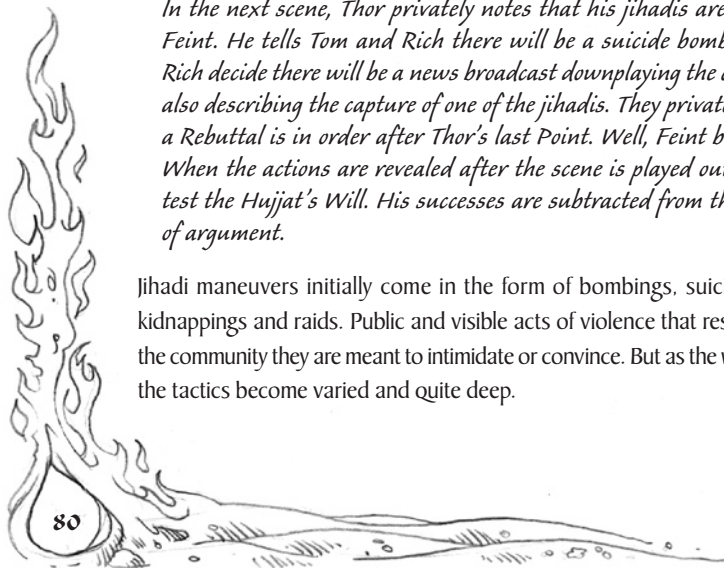 In the next scene, Thor privately notes that his jihadis are
Feint. He tells Tom and Rich there will be a suicide bomb
Rich decide there will be a news broadcast downplaying the
also describing the capture of one of the jihadis. They privat
a Rebuttal is in order after Thor's last Point. Well, Feint b
When the actions are revealed after the scene is played out
test the Hujjat's Will. His successes are subtracted from th
of argument.
Jihadi maneuvers initially come in the form of bombings, suic
kidnappings and raids. Public and visible acts of violence that res
the community they are meant to intimidate or convince. But as the
the tactics become varied and quite deep.
80